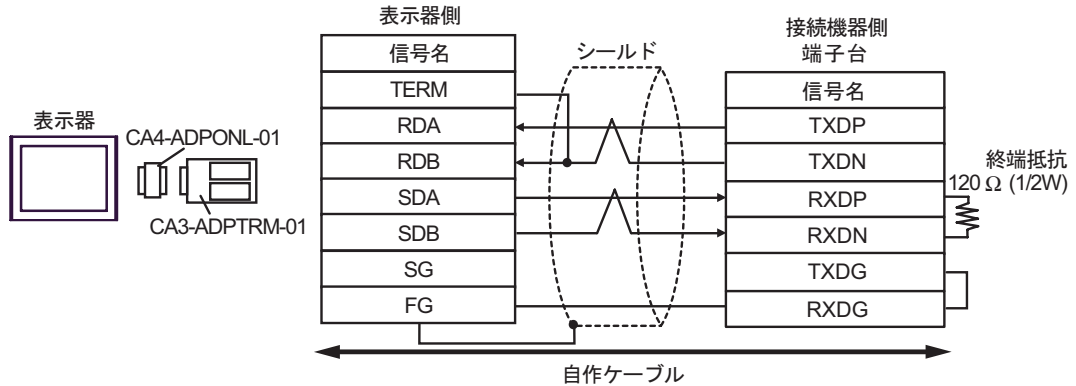 表示器
CA4-ADPONL-01
CA3-ADPTRM-01
表示器側
信号名
TERM
RDA
RDB
SDA
SDB
SG
FG
シールド
接続機器側
端子台
信号名
TXDP
TXDN
RXDP
RXDN
TXDG
RXDG
終端抵抗
120 Ω (1/2W)
自作ケーブル